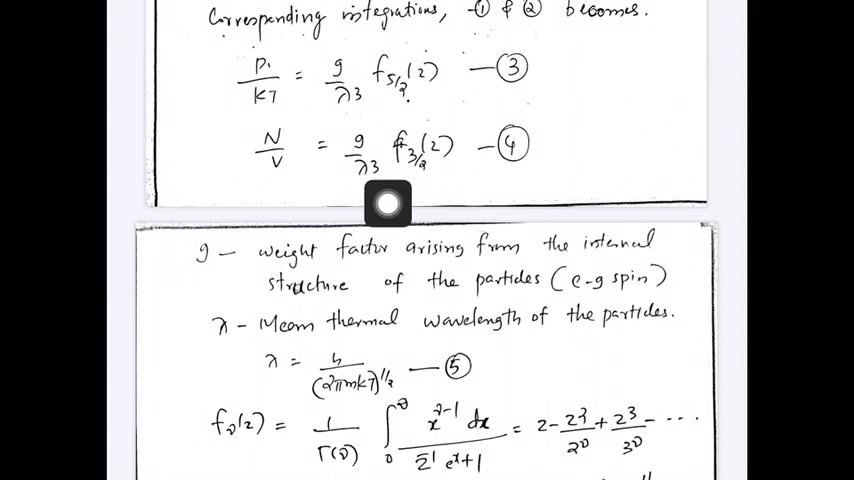 Corresponding integrations, -① & ② becomes.
P/KT = g/λ3 f5/2(z) —③
N/V = g/λ3 f3/2(z) —④
g — weight factor arising from the internal
structure of the particles (e-g spin)
λ - Mean thermal wavelength of the particles.
λ = h/(2πmkT)^1/2 —⑤
fν(z) = 1/Γ(ν) ∫0^∞ x^ν-1 dx / z^-1 e^x+1 = z - z^2/2^ν + z^3/3^ν - ....